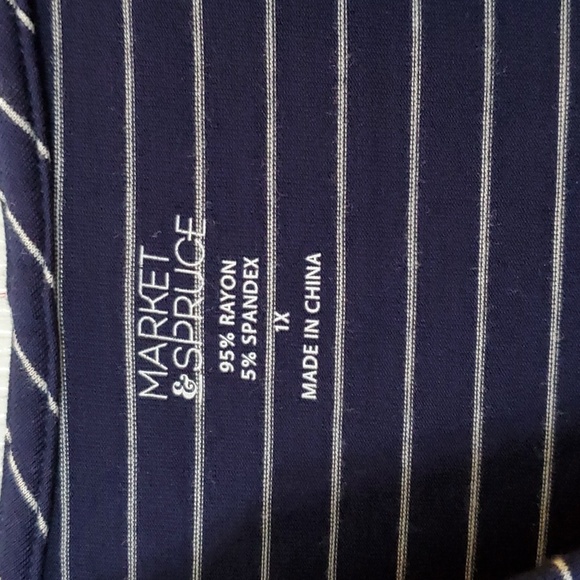 MARKET
&SPRUCE
95% RAYON
5% SPANDEX
1X
MADE IN CHINA